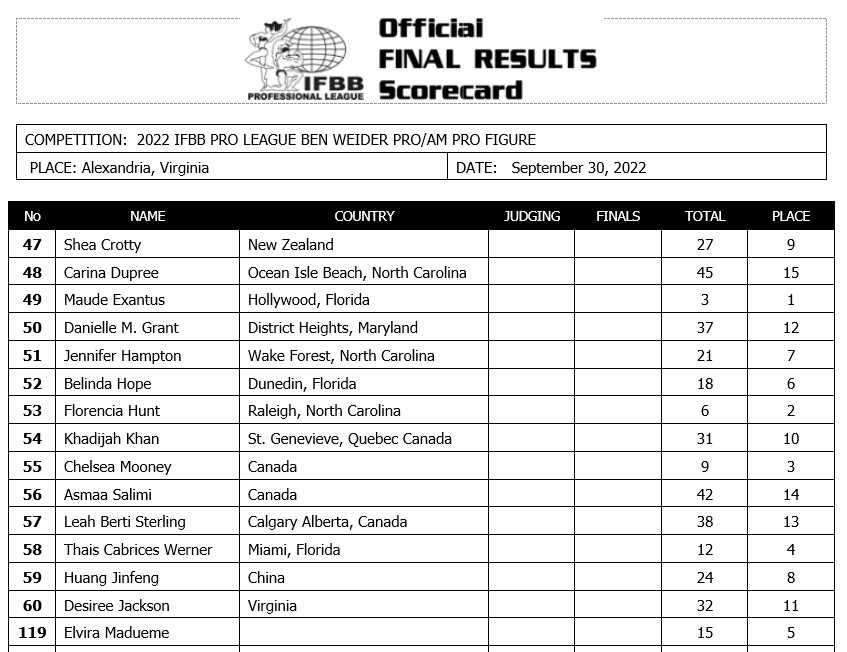 Official
FINAL RESULTS
Scorecard
IFBB
PROFESSIONAL LEAGUE
COMPETITION: 2022 IFBB PRO LEAGUE BEN WEIDER PRO/AM PRO FIGURE
PLACE: Alexandria, Virginia DATE: September 30, 2022
No NAME COUNTRY JUDGING FINALS TOTAL PLACE
47 Shea Crotty New Zealand 27 9
48 Carina Dupree Ocean Isle Beach, North Carolina 45 15
49 Maude Exantus Hollywood, Florida 3 1
50 Danielle M. Grant District Heights, Maryland 37 12
51 Jennifer Hampton Wake Forest, North Carolina 21 7
52 Belinda Hope Dunedin, Florida 18 6
53 Florencia Hunt Raleigh, North Carolina 6 2
54 Khadijah Khan St. Genevieve, Quebec Canada 31 10
55 Chelsea Mooney Canada 9 3
56 Asmaa Salimi Canada 42 14
57 Leah Berti Sterling Calgary Alberta, Canada 38 13
58 Thais Cabrices Werner Miami, Florida 12 4
59 Huang Jinfeng China 24 8
60 Desiree Jackson Virginia 32 11
119 Elvira Madueme 15 5